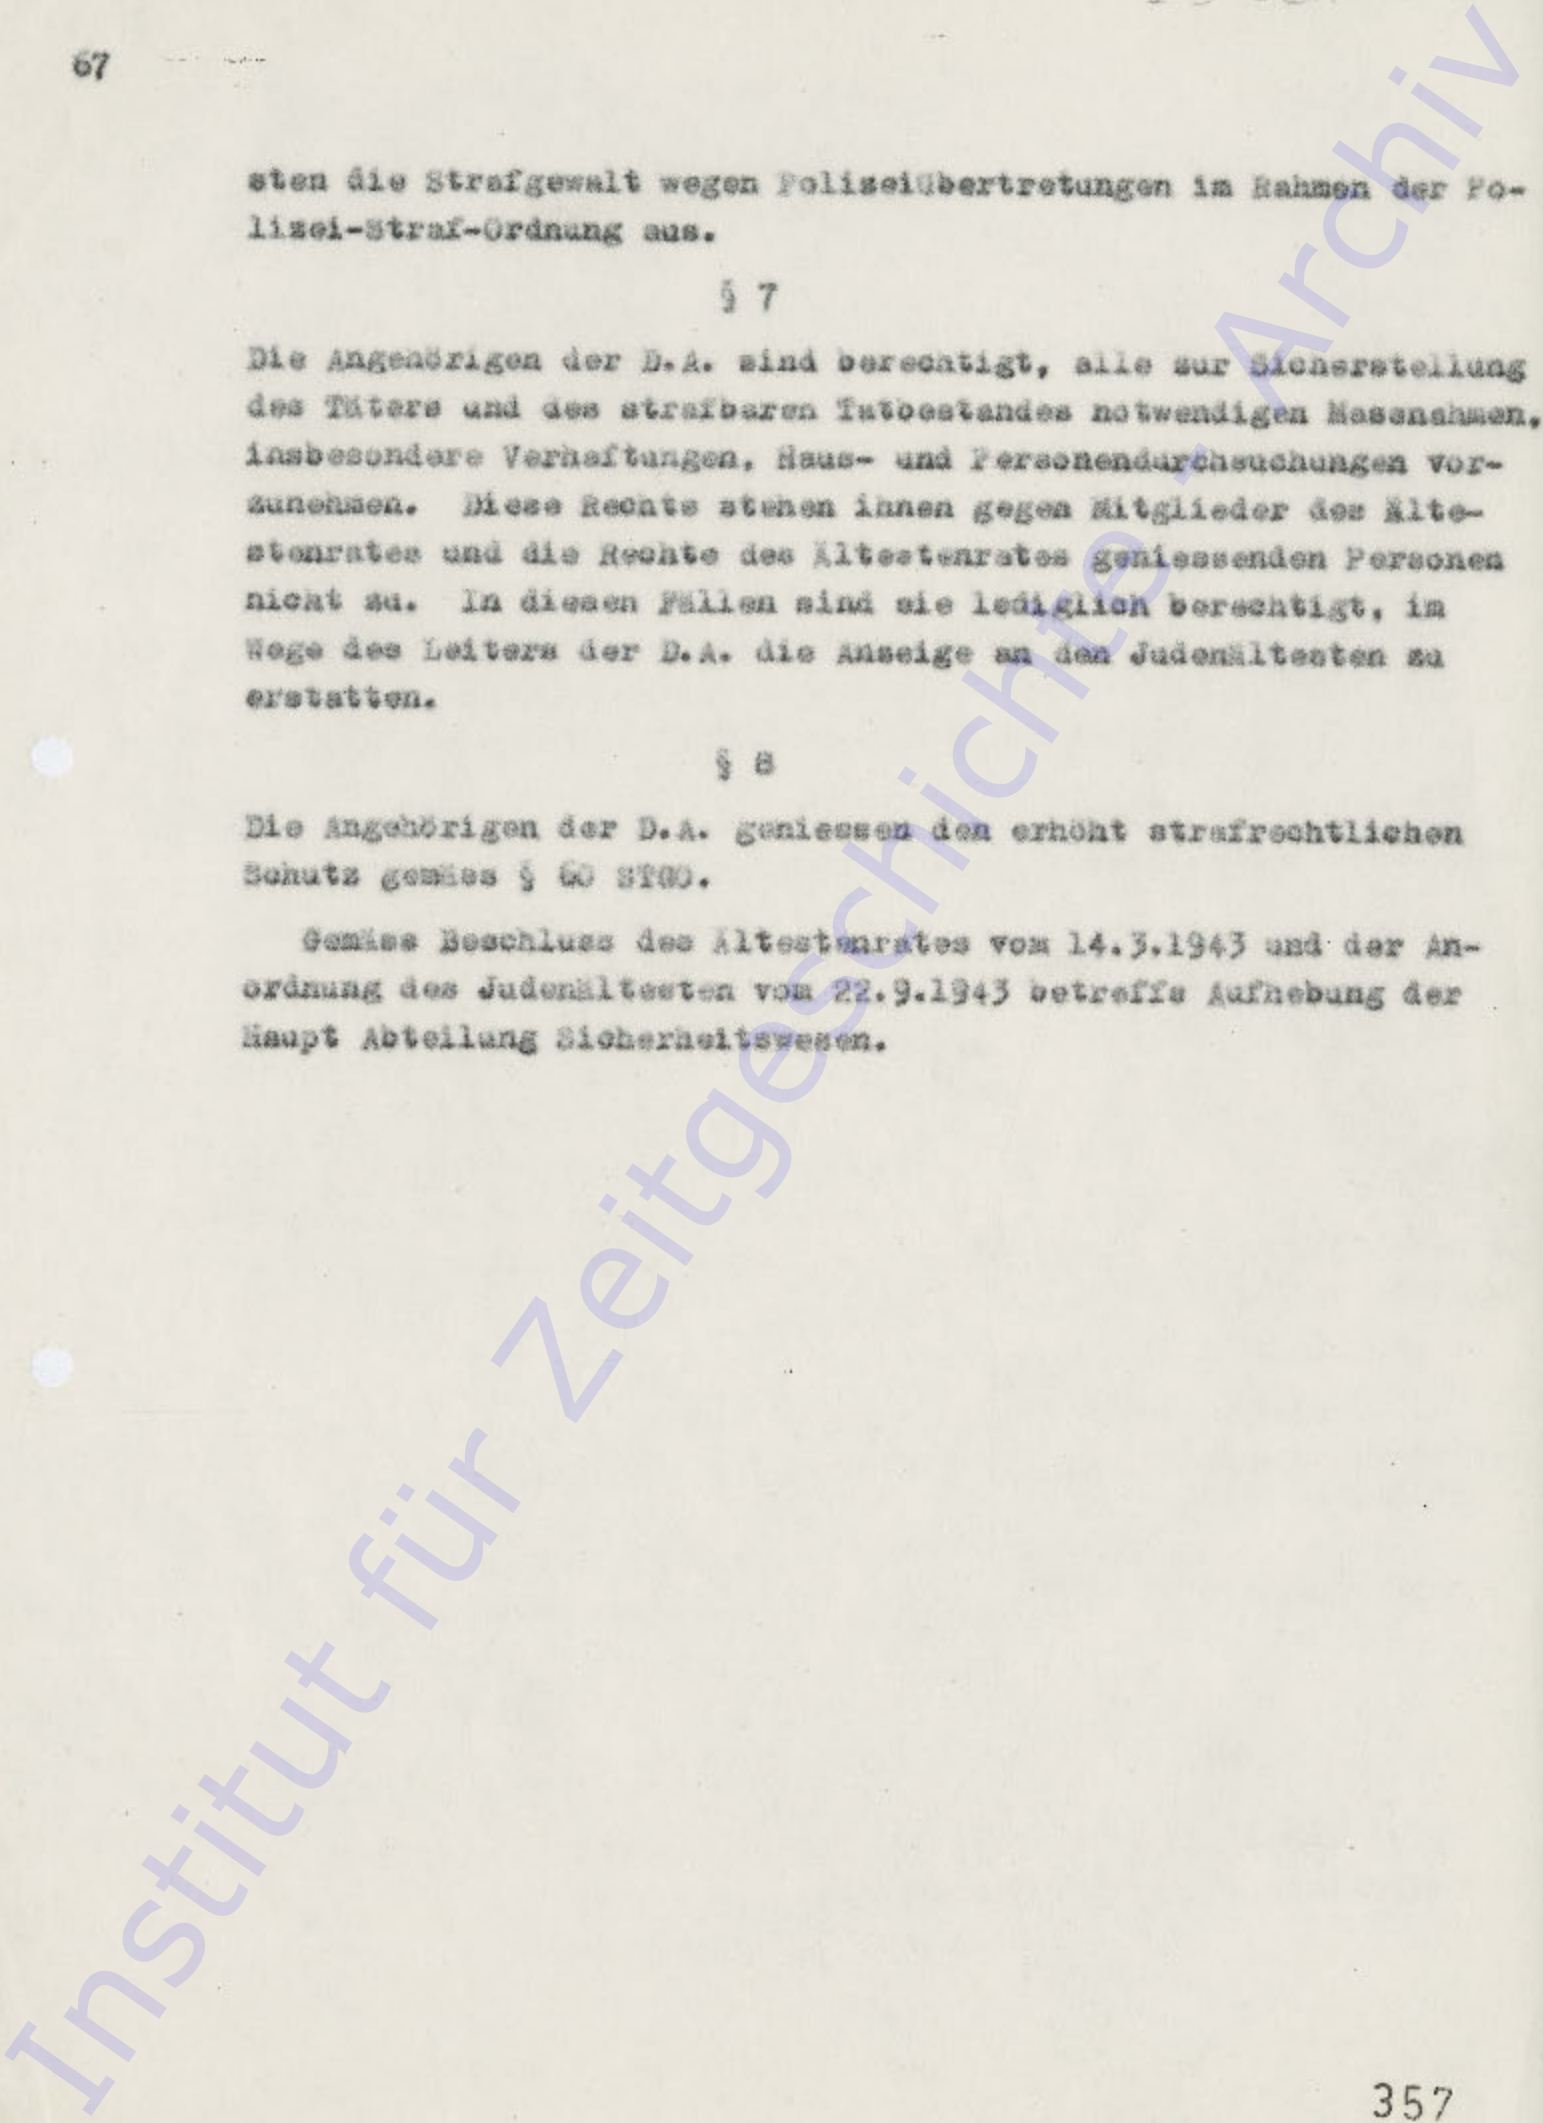 67
sten die Strafgewalt wegen Polizeiübertretungen im Rahmen der Po-
lizei-Straf-Ordnung aus.
§ 7
Die Angehörigen der D.A. sind berechtigt, alle zur Sicherstellung
des Täters und des strafbaren Tatbestandes notwendigen Massnahmen,
insbesondere Verhaftungen, Haus- und Personendurchsuchungen vor-
zunehmen. Diese Rechte stehen ihnen gegen Mitglieder des Älte-
stenrates und die Rechte des Ältestenrates geniessenden Personen
nicht zu. In diesen Fällen sind sie lediglich berechtigt, im
Wege des Leiters der D.A. die Anzeige an den Judenältesten zu
erstatten.
§ 8
Die Angehörigen der D.A. geniessen den erhöht strafrechtlichen
Schutz gemäss § 60 STGO.
Gemäss Beschluss des Ältestenrates vom 14.3.1943 und der An-
ordnung des Judenältesten vom 22.9.1943 betreffs Aufhebung der
Haupt Abteilung Sicherheitswesen.
Institut für Zeitgeschichte - Archiv
357